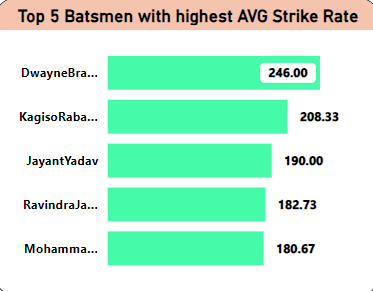 Top 5 Batsmen with highest AVG Strike Rate
DwayneBra... 246.00
KagisoRaba... 208.33
JayantYadav 190.00
RavindraJa... 182.73
Mohamma... 180.67